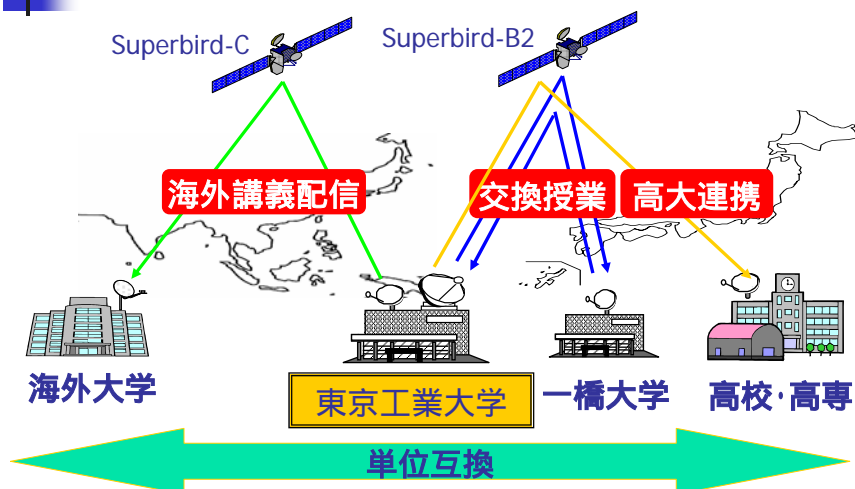 Superbird-C
Superbird-B2
海外講義配信
交換授業
高大連携
海外大学
東京工業大学
一橋大学
高校・高専
単位互換